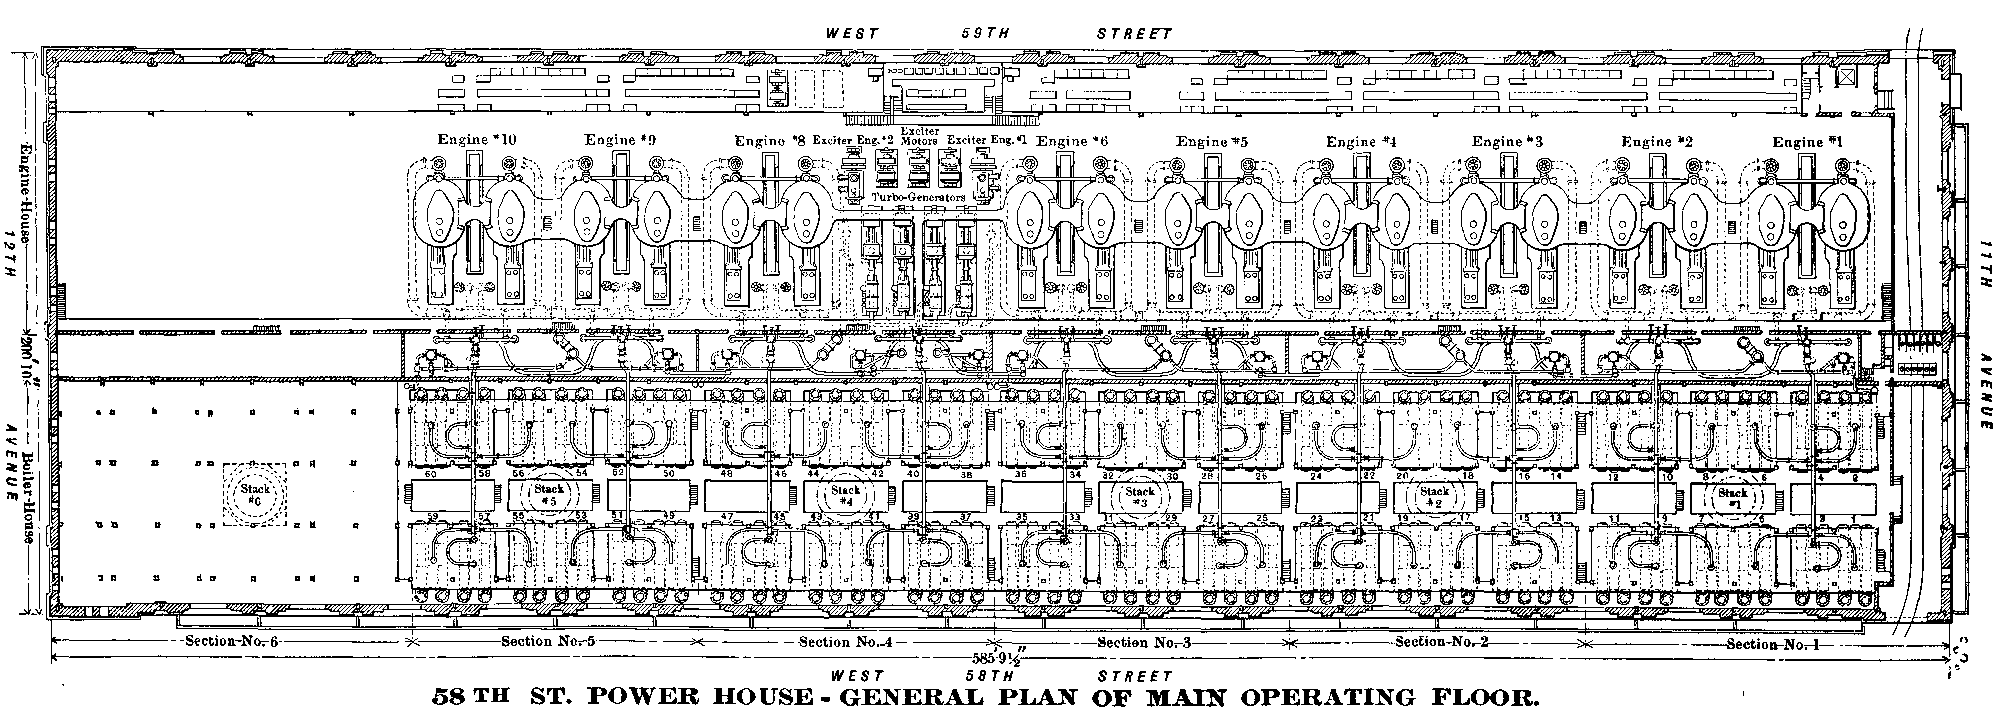 WEST 59TH STREET
Engine #10 Engine #9 Engine #8 Exciter Eng. #2 Exciter Motors Exciter Eng. #1 Engine #6 Engine #5 Engine #4 Engine #3 Engine #2 Engine #1
Turbo-Generators
Engine-House
12TH AVENUE
200' 10"
Boiler-House
11TH AVENUE
60 58 56 54 52 50 48 46 44 42 40 38 36 34 32 30 28 26 24 22 20 18 16 14 12 10 8 6 4 2
Stack #6 Stack #5 Stack #4 Stack #3 Stack #2 Stack #1
59 57 55 53 51 49 47 45 43 41 39 37 35 33 31 29 27 25 23 21 19 17 15 13 11 9 7
Section No. 6 Section No. 5 Section No. 4 Section No. 3 Section No. 2 Section No. 1
585' 9½"
WEST 58TH STREET
58TH ST. POWER HOUSE - GENERAL PLAN OF MAIN OPERATING FLOOR.